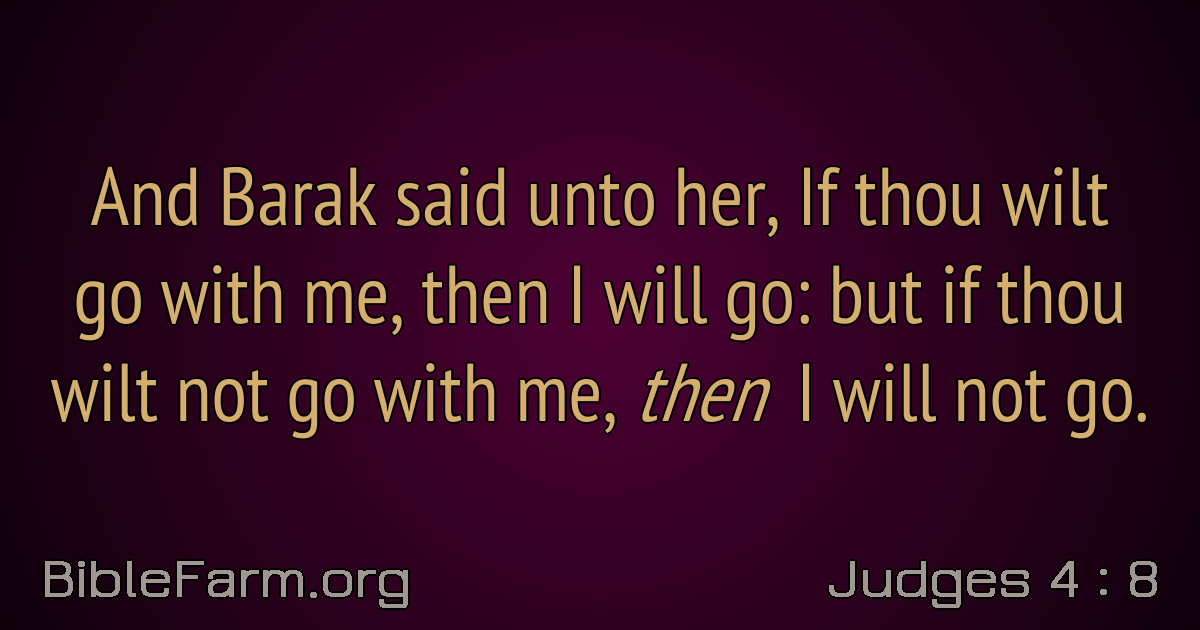 And Barak said unto her, If thou wilt
go with me, then I will go: but if thou
wilt not go with me, then I will not go.
BibleFarm.org
Judges 4 : 8